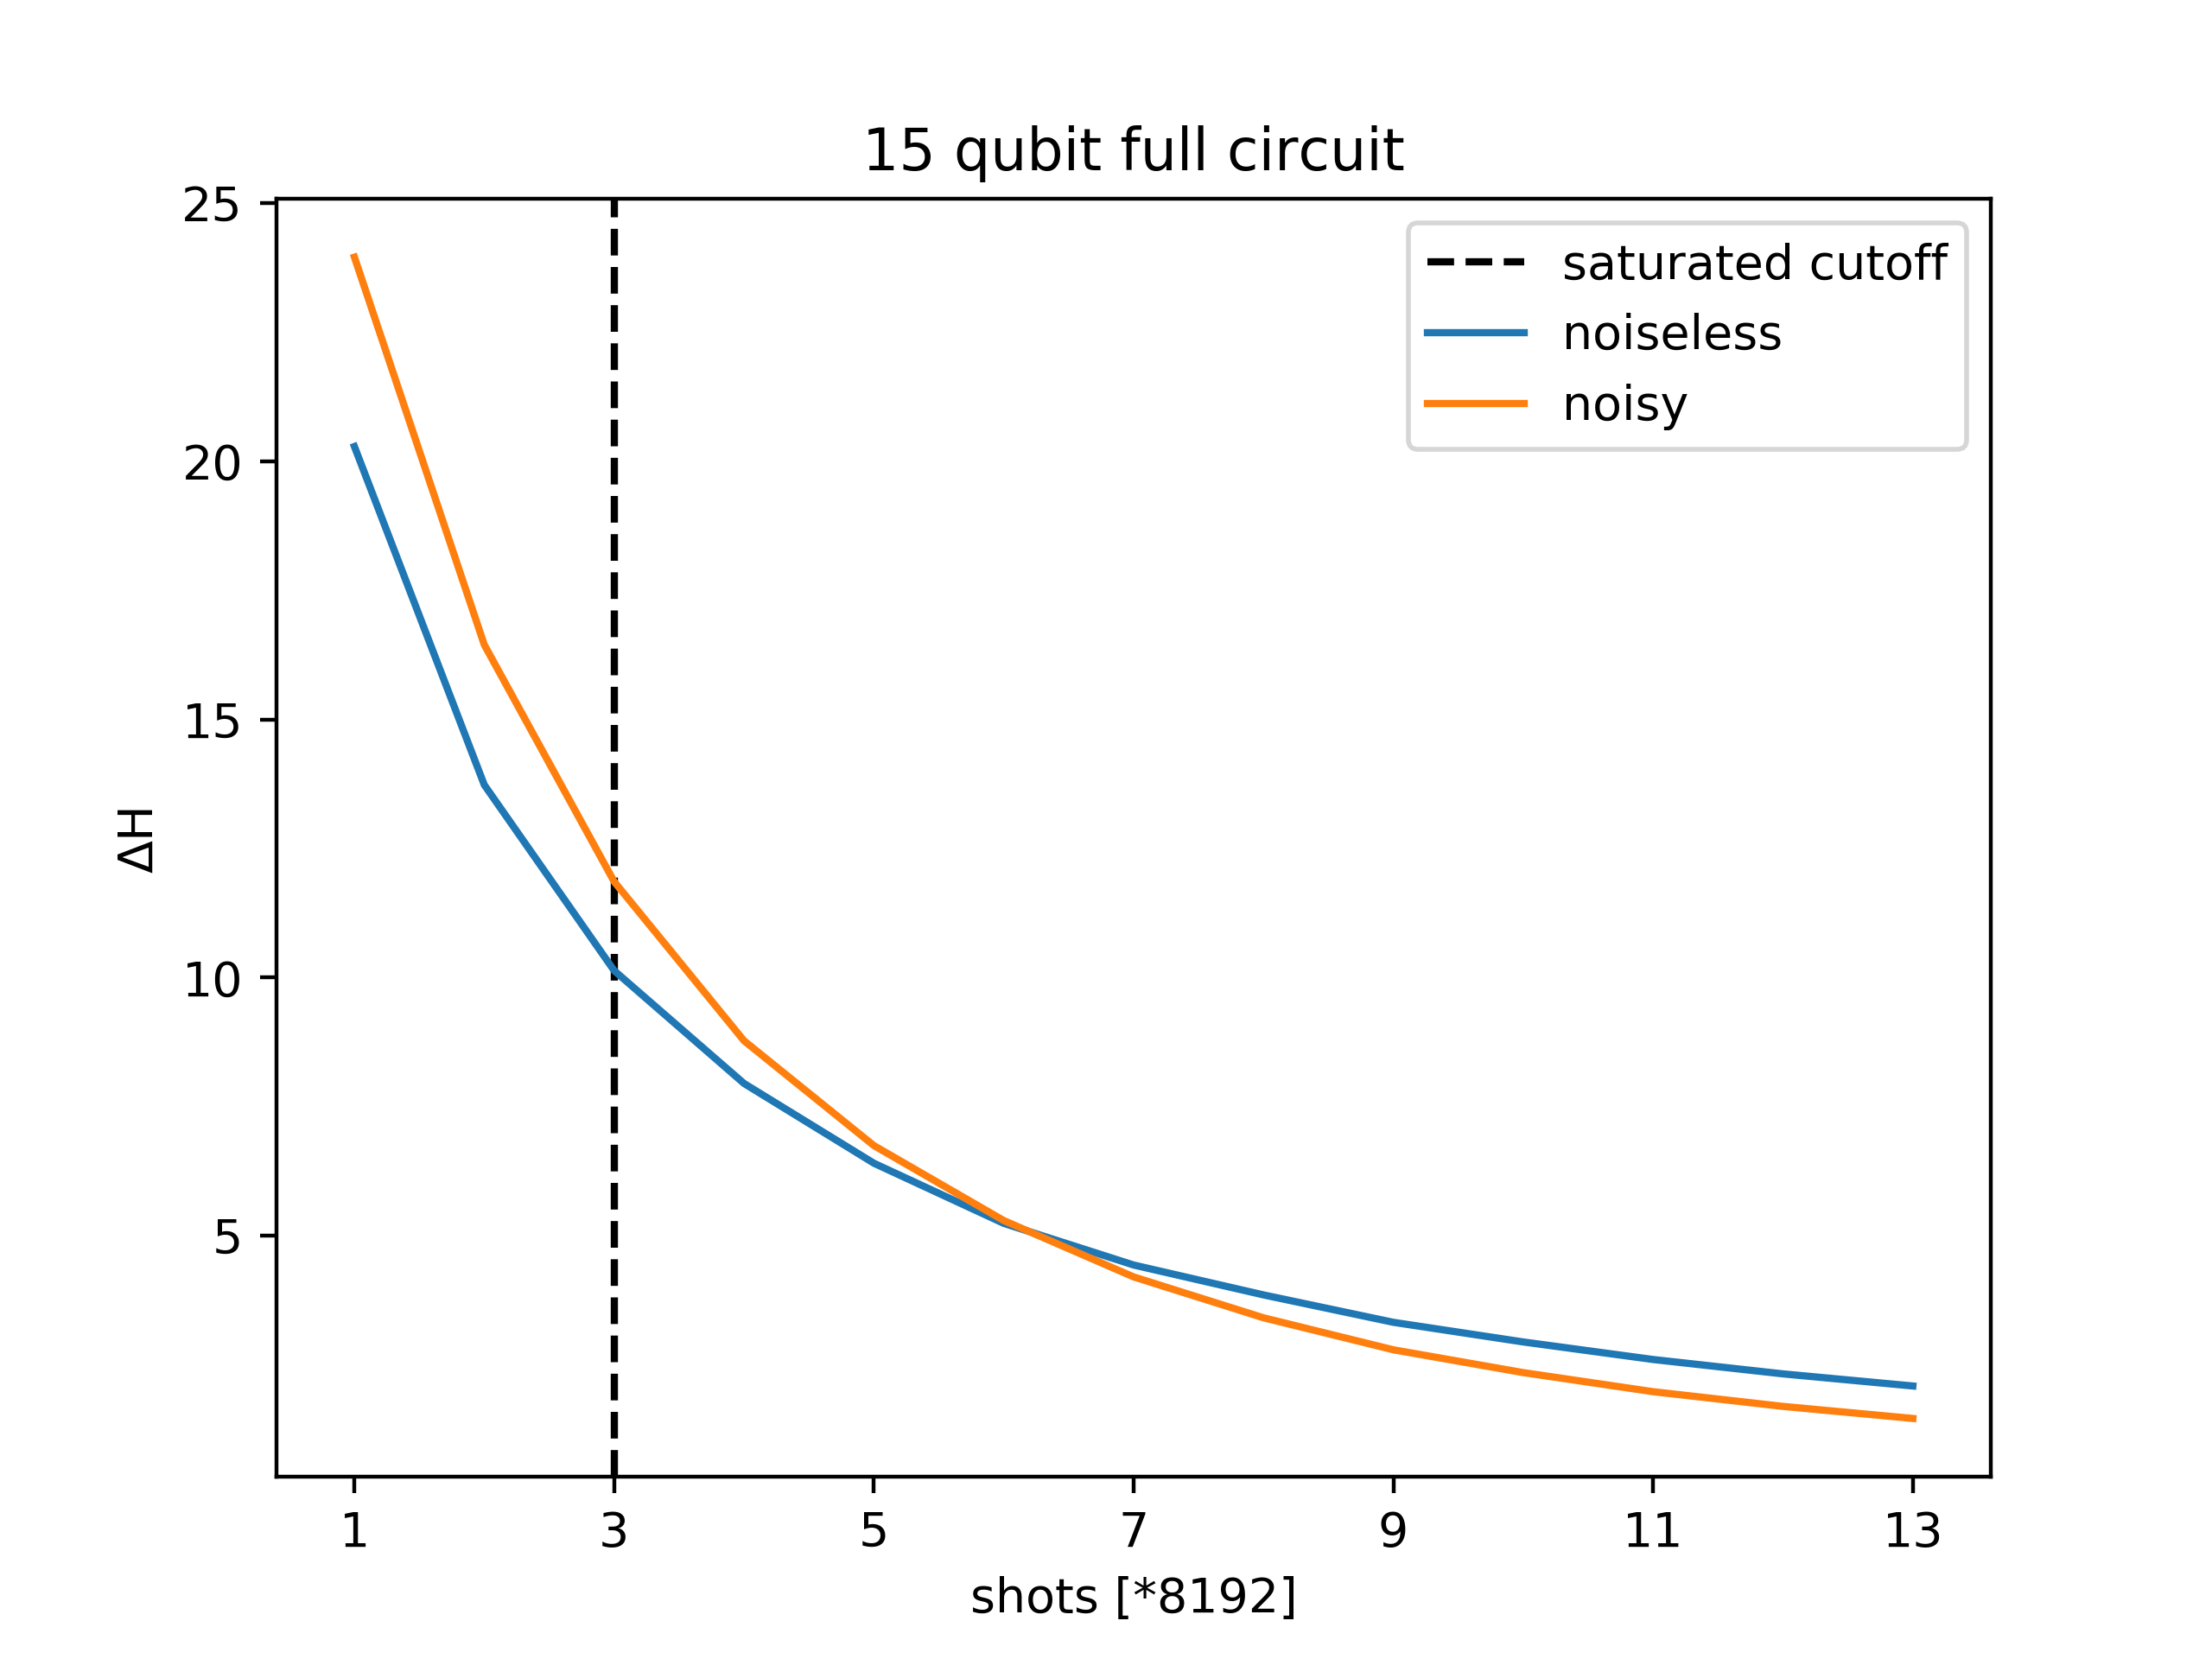 15 qubit full circuit
saturated cutoff
noiseless
noisy
ΔH
25
20
15
10
5
1 3 5 7 9 11 13
shots [*8192]